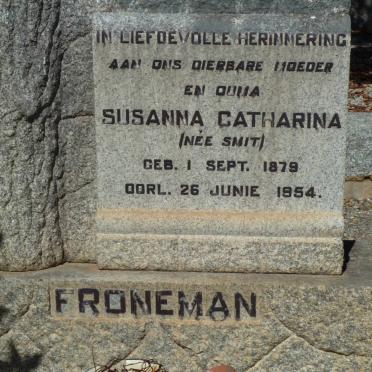 IN LIEFDEVOLLE HERINNERING
AAN ONS DIERBARE MOEDER
EN OUMA
SUSANNA CATHARINA
(NÉE SMIT)
GEB. 1 SEPT. 1879
OORL. 26 JUNIE 1954.
FRONEMAN